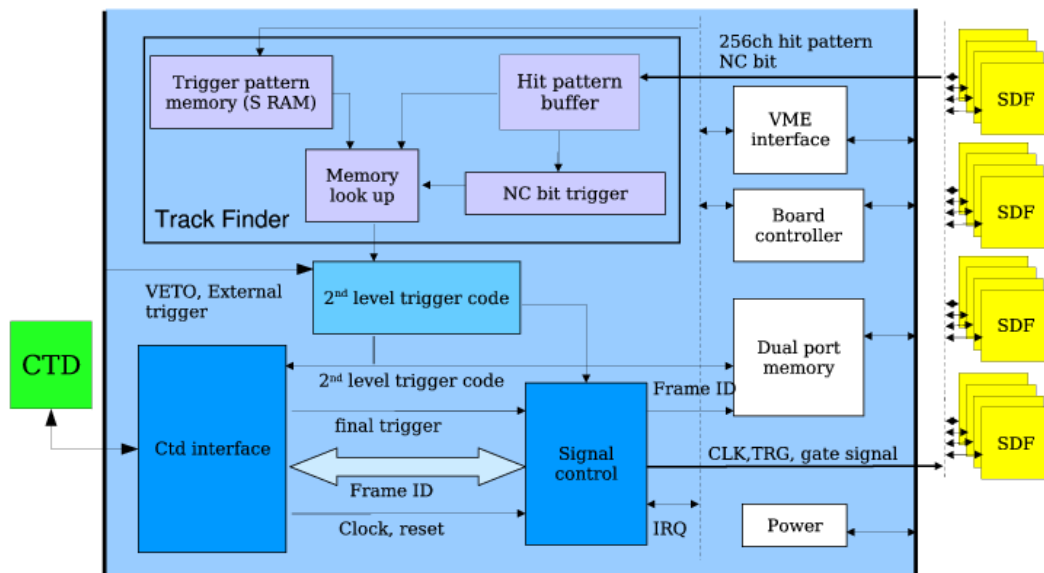 256ch hit pattern
NC bit
Trigger pattern
memory (S RAM)
Hit pattern
buffer
SDF
VME
interface
Memory
look up
NC bit trigger
Track Finder
Board
controller
SDF
VETO, External
trigger
2nd level trigger code
SDF
CTD
2nd level trigger code
Dual port
memory
Frame ID
final trigger
Ctd interface
Signal
control
SDF
CLK,TRG, gate signal
Frame ID
Clock, reset
IRQ
Power